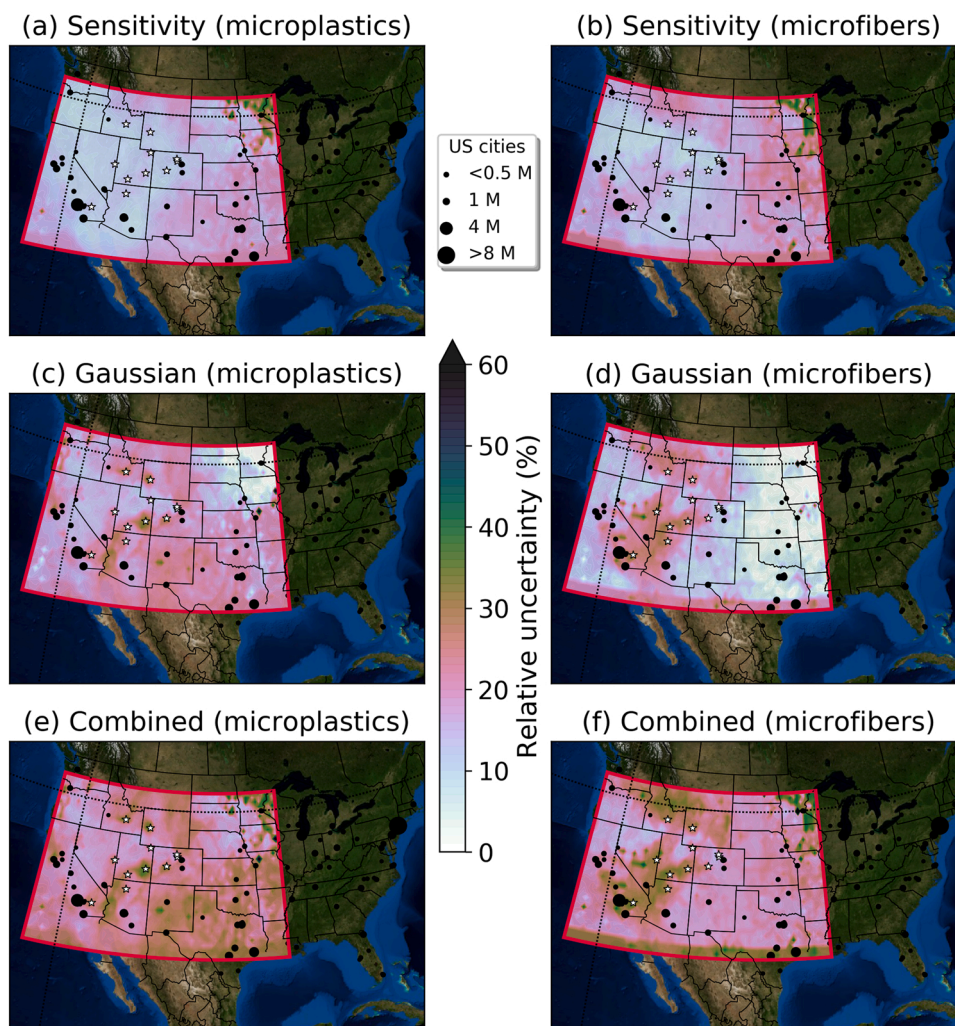 (a) Sensitivity (microplastics)
(b) Sensitivity (microfibers)
US cities
<0.5 M
1 M
4 M
>8 M
(c) Gaussian (microplastics)
(d) Gaussian (microfibers)
60
50
40
30
20
10
0
Relative uncertainty (%)
(e) Combined (microplastics)
(f) Combined (microfibers)